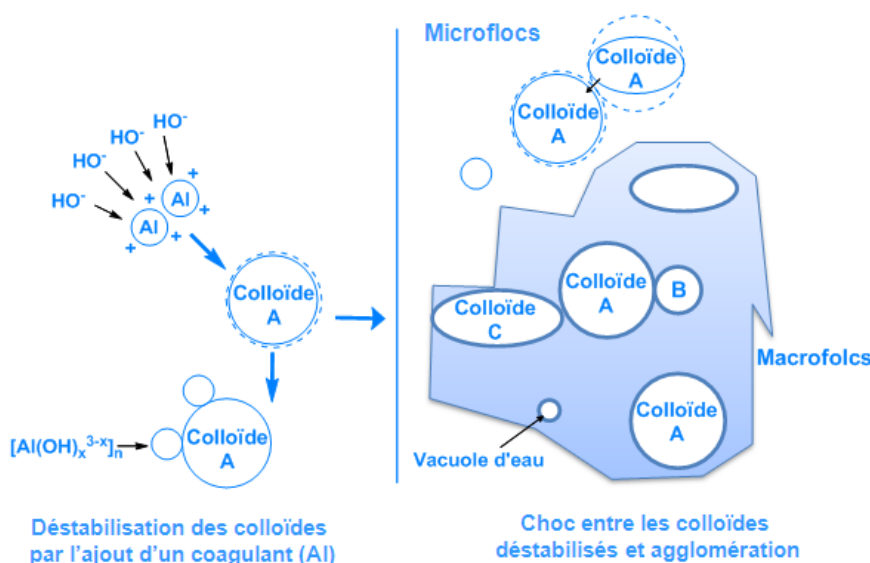 HO⁻
HO⁻
HO⁻
HO⁻
Al
Al
+
+
+
+
+
Colloïde
A
[Al(OH)ₓ³⁻ˣ]ₙ
Colloïde
A
Déstabilisation des colloïdes
par l'ajout d'un coagulant (Al)
Microflocs
Colloïde
A
Colloïde
A
Colloïde
A
B
Colloïde
C
Macrofolcs
Colloïde
A
Vacuole d'eau
Choc entre les colloïdes
déstabilisés et agglomération